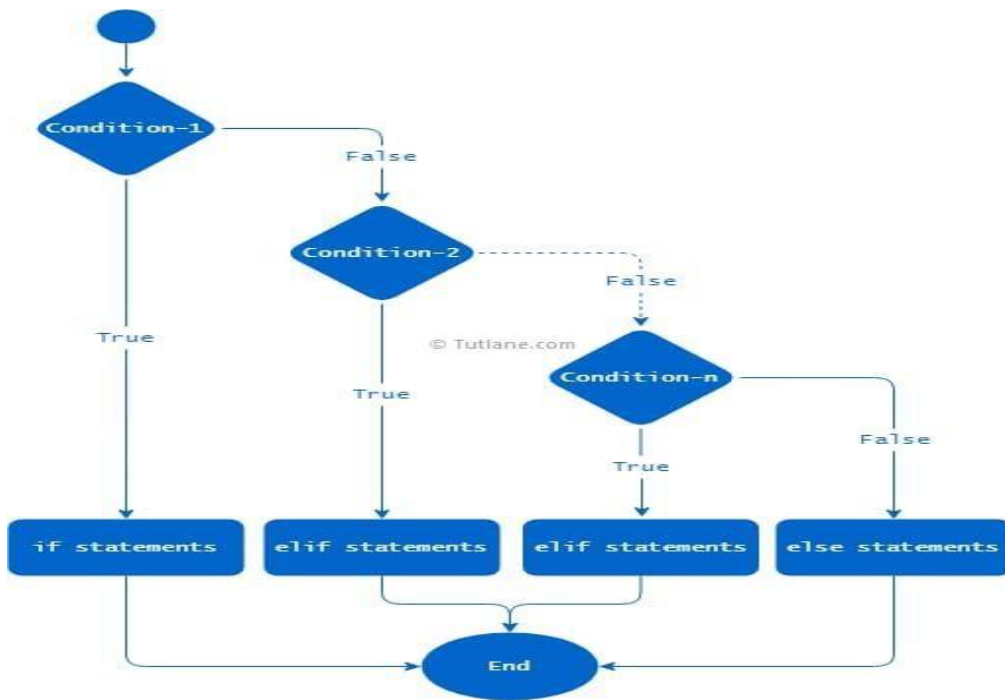 Condition-1
False
Condition-2
False
True
© Tutlane.com
Condition-n
True
False
True
if statements
elif statements
elif statements
else statements
End